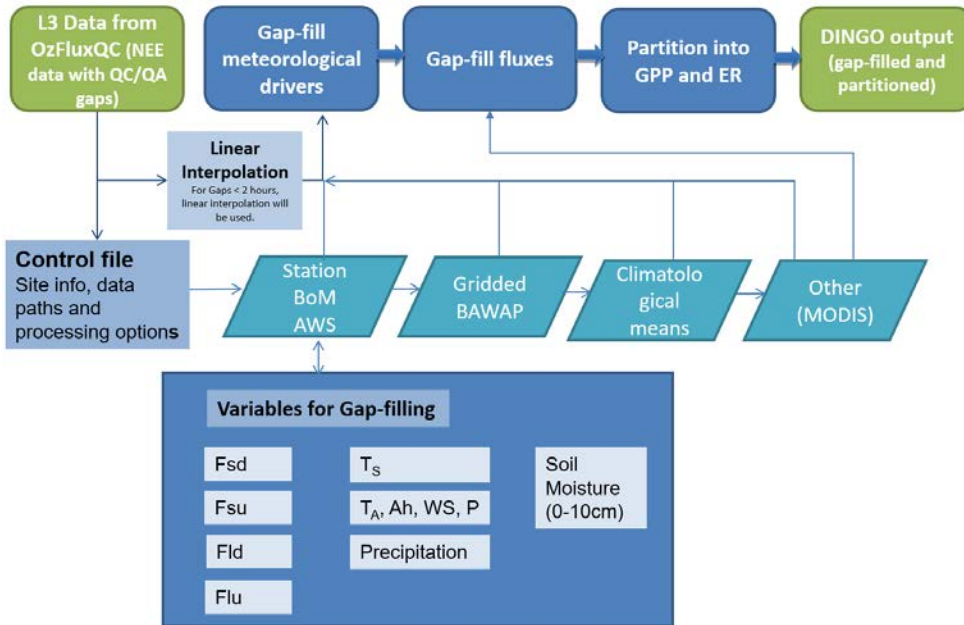 L3 Data from
OzFluxQC (NEE
data with QC/QA
gaps)
Gap-fill
meteorological
drivers
Gap-fill fluxes
Partition into
GPP and ER
DINGO output
(gap-filled and
partitioned)
Linear
Interpolation
For Gaps < 2 hours,
linear interpolation will
be used.
Control file
Site info, data
paths and
processing options
Station
BoM
AWS
Gridded
BAWAP
Climatolo
gical
means
Other
(MODIS)
Variables for Gap-filling
Fsd
Fsu
Fld
Flu
TS
TA, Ah, WS, P
Precipitation
Soil
Moisture
(0-10cm)